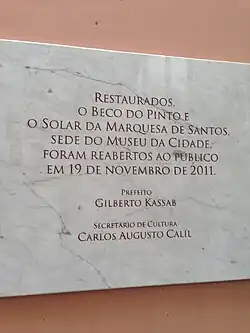 RESTAURADOS,
O BECO DO PINTO E
O SOLAR DA MARQUESA DE SANTOS,
SEDE DO MUSEU DA CIDADE,
FORAM REABERTOS AO PÚBLICO
EM 19 DE NOVEMBRO DE 2011.
PREFEITO
GILBERTO KASSAB
SECRETÁRIO DE CULTURA
CARLOS AUGUSTO CALIL